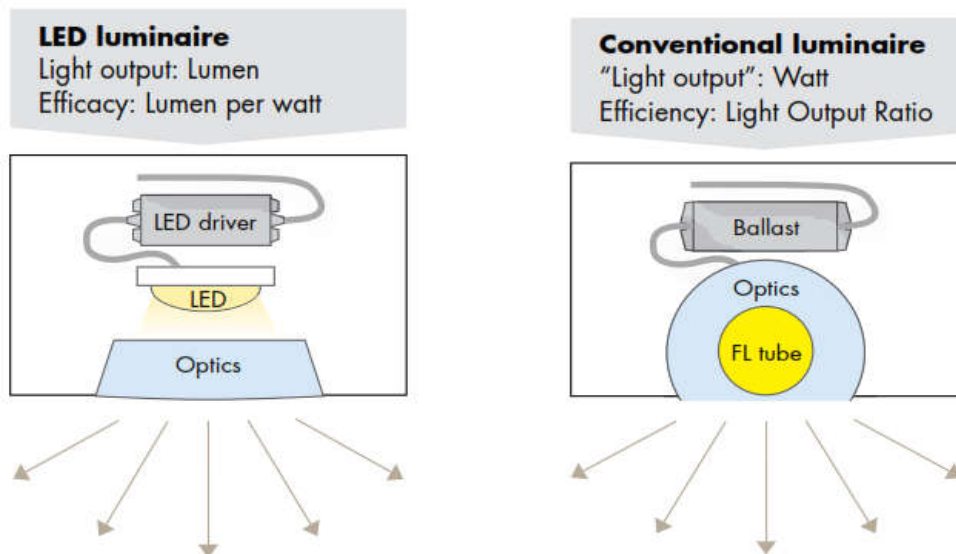 LED luminaire
Light output: Lumen
Efficacy: Lumen per watt
LED driver
LED
Optics
Conventional luminaire
“Light output”: Watt
Efficiency: Light Output Ratio
Ballast
Optics
FL tube